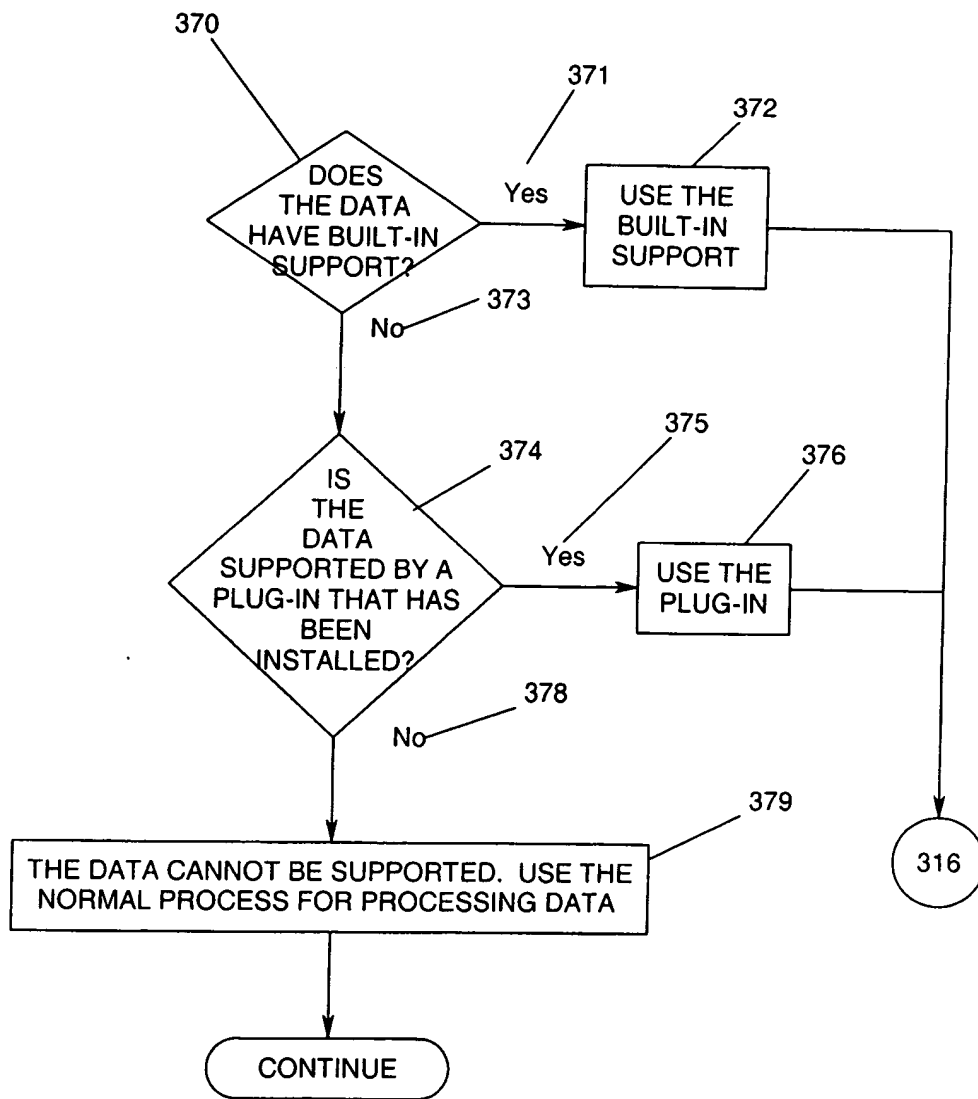 370
371
372
DOES
THE DATA
HAVE BUILT-IN
SUPPORT?
Yes
USE THE
BUILT-IN
SUPPORT
No
373
374
375
376
IS
THE
DATA
SUPPORTED BY A
PLUG-IN THAT HAS
BEEN
INSTALLED?
Yes
USE THE
PLUG-IN
No
378
379
THE DATA CANNOT BE SUPPORTED. USE THE
NORMAL PROCESS FOR PROCESSING DATA
316
CONTINUE